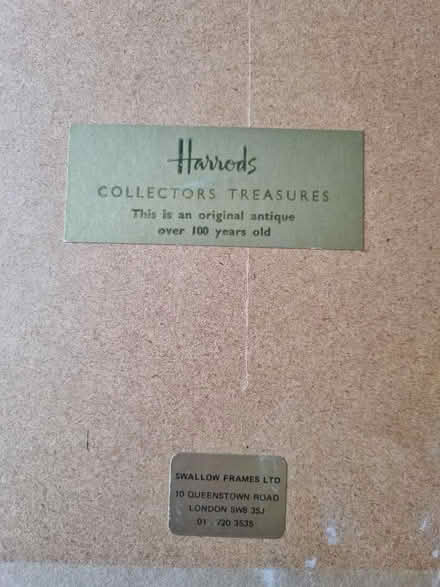 Harrods
COLLECTORS TREASURES
This is an original antique
over 100 years old
SWALLOW FRAMES LTD
10 QUEENSTOWN ROAD
LONDON SW8 3SJ
01 . 720 3535